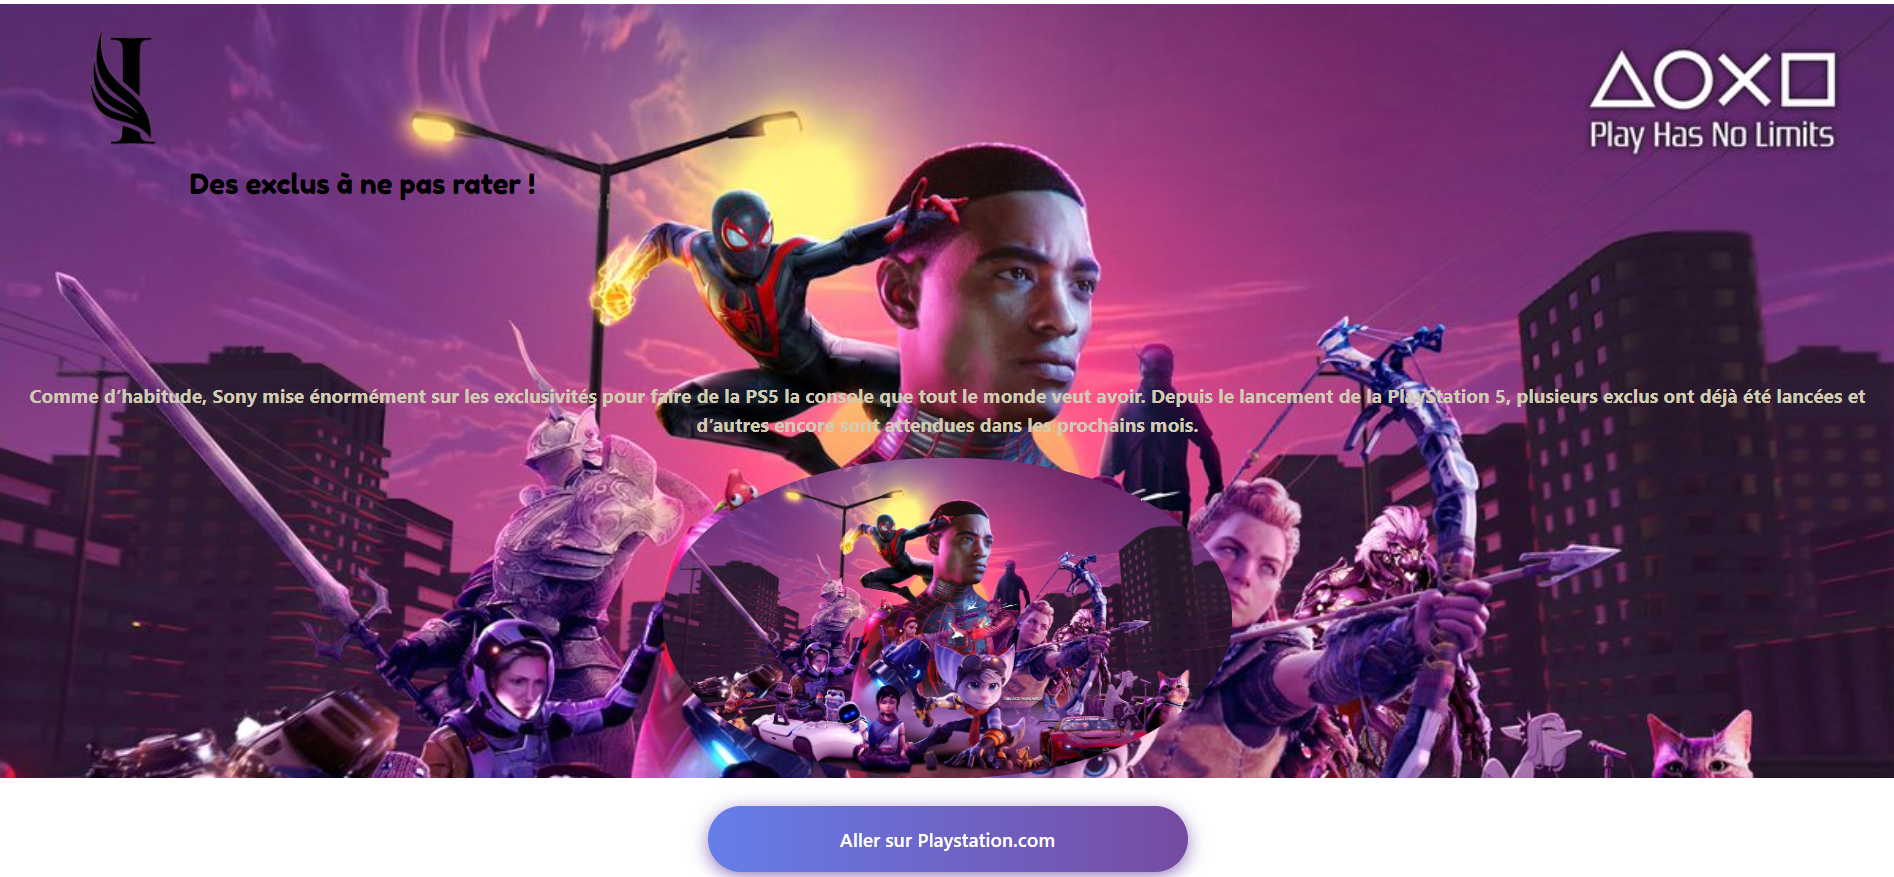 Play Has No Limits
Des exclus à ne pas rater !
Comme d’habitude, Sony mise énormément sur les exclusivités pour faire de la PS5 la console que tout le monde veut avoir. Depuis le lancement de la PlayStation 5, plusieurs exclus ont déjà été lancées et
d’autres encore sont attendues dans les prochains mois.
Aller sur Playstation.com